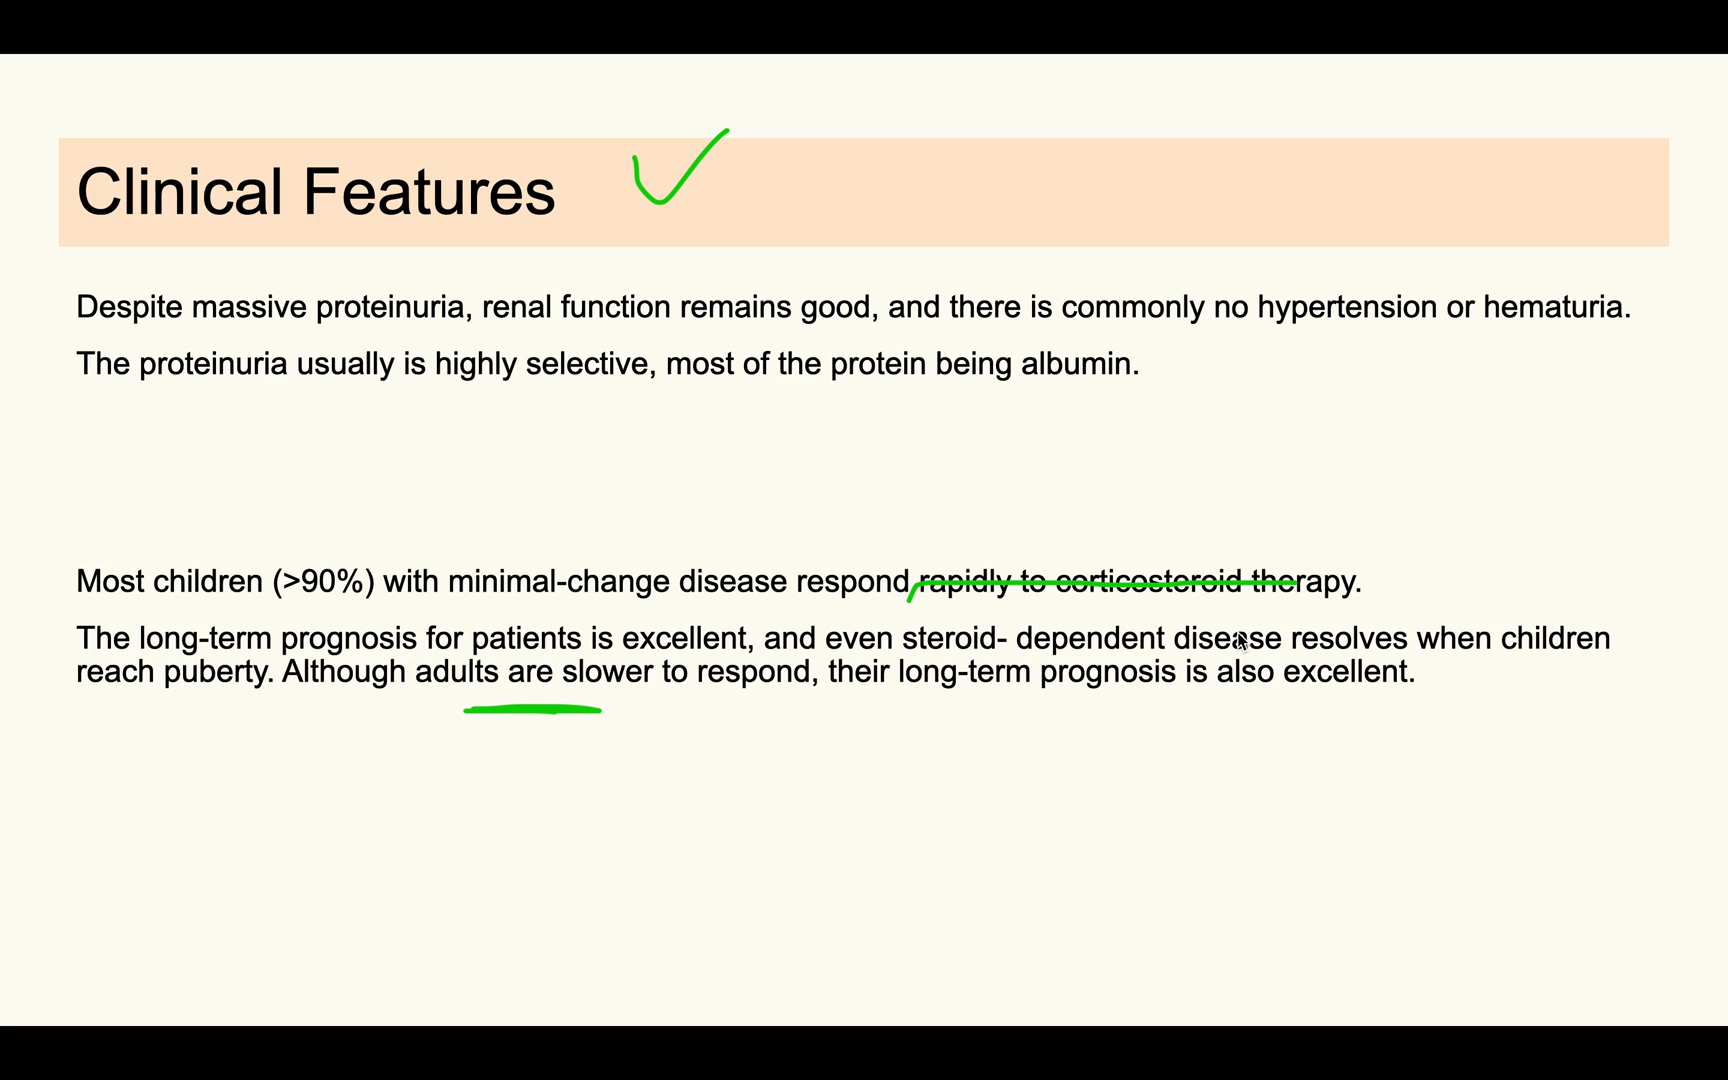 Clinical Features
Despite massive proteinuria, renal function remains good, and there is commonly no hypertension or hematuria.
The proteinuria usually is highly selective, most of the protein being albumin.
Most children (>90%) with minimal-change disease respond rapidly to corticosteroid therapy.
The long-term prognosis for patients is excellent, and even steroid- dependent disease resolves when children
reach puberty. Although adults are slower to respond, their long-term prognosis is also excellent.